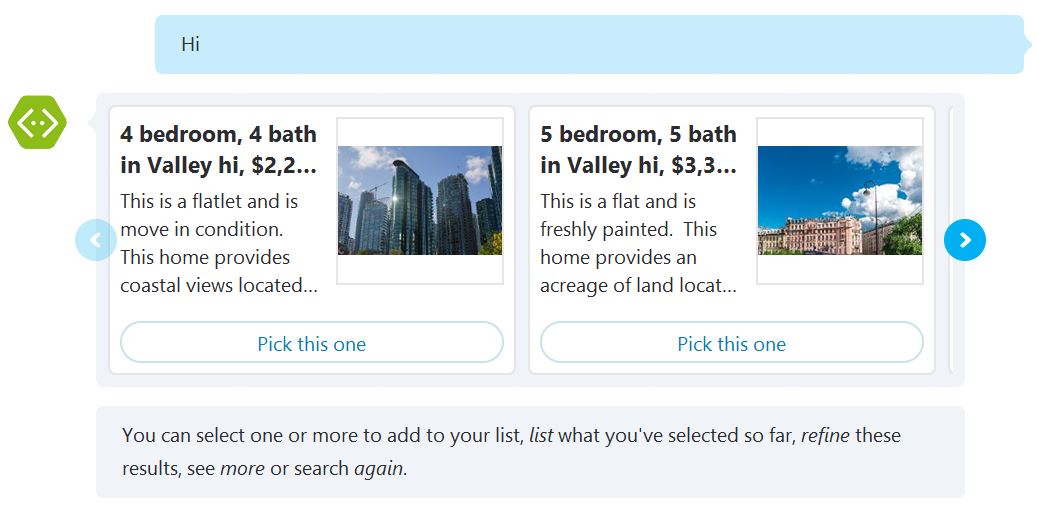 Hi
4 bedroom, 4 bath
in Valley hi, $2,2...
This is a flatlet and is
move in condition.
This home provides
coastal views located...
Pick this one
5 bedroom, 5 bath
in Valley hi, $3,3...
This is a flat and is
freshly painted.  This
home provides an
acreage of land locat...
Pick this one
You can select one or more to add to your list, list what you've selected so far, refine these
results, see more or search again.